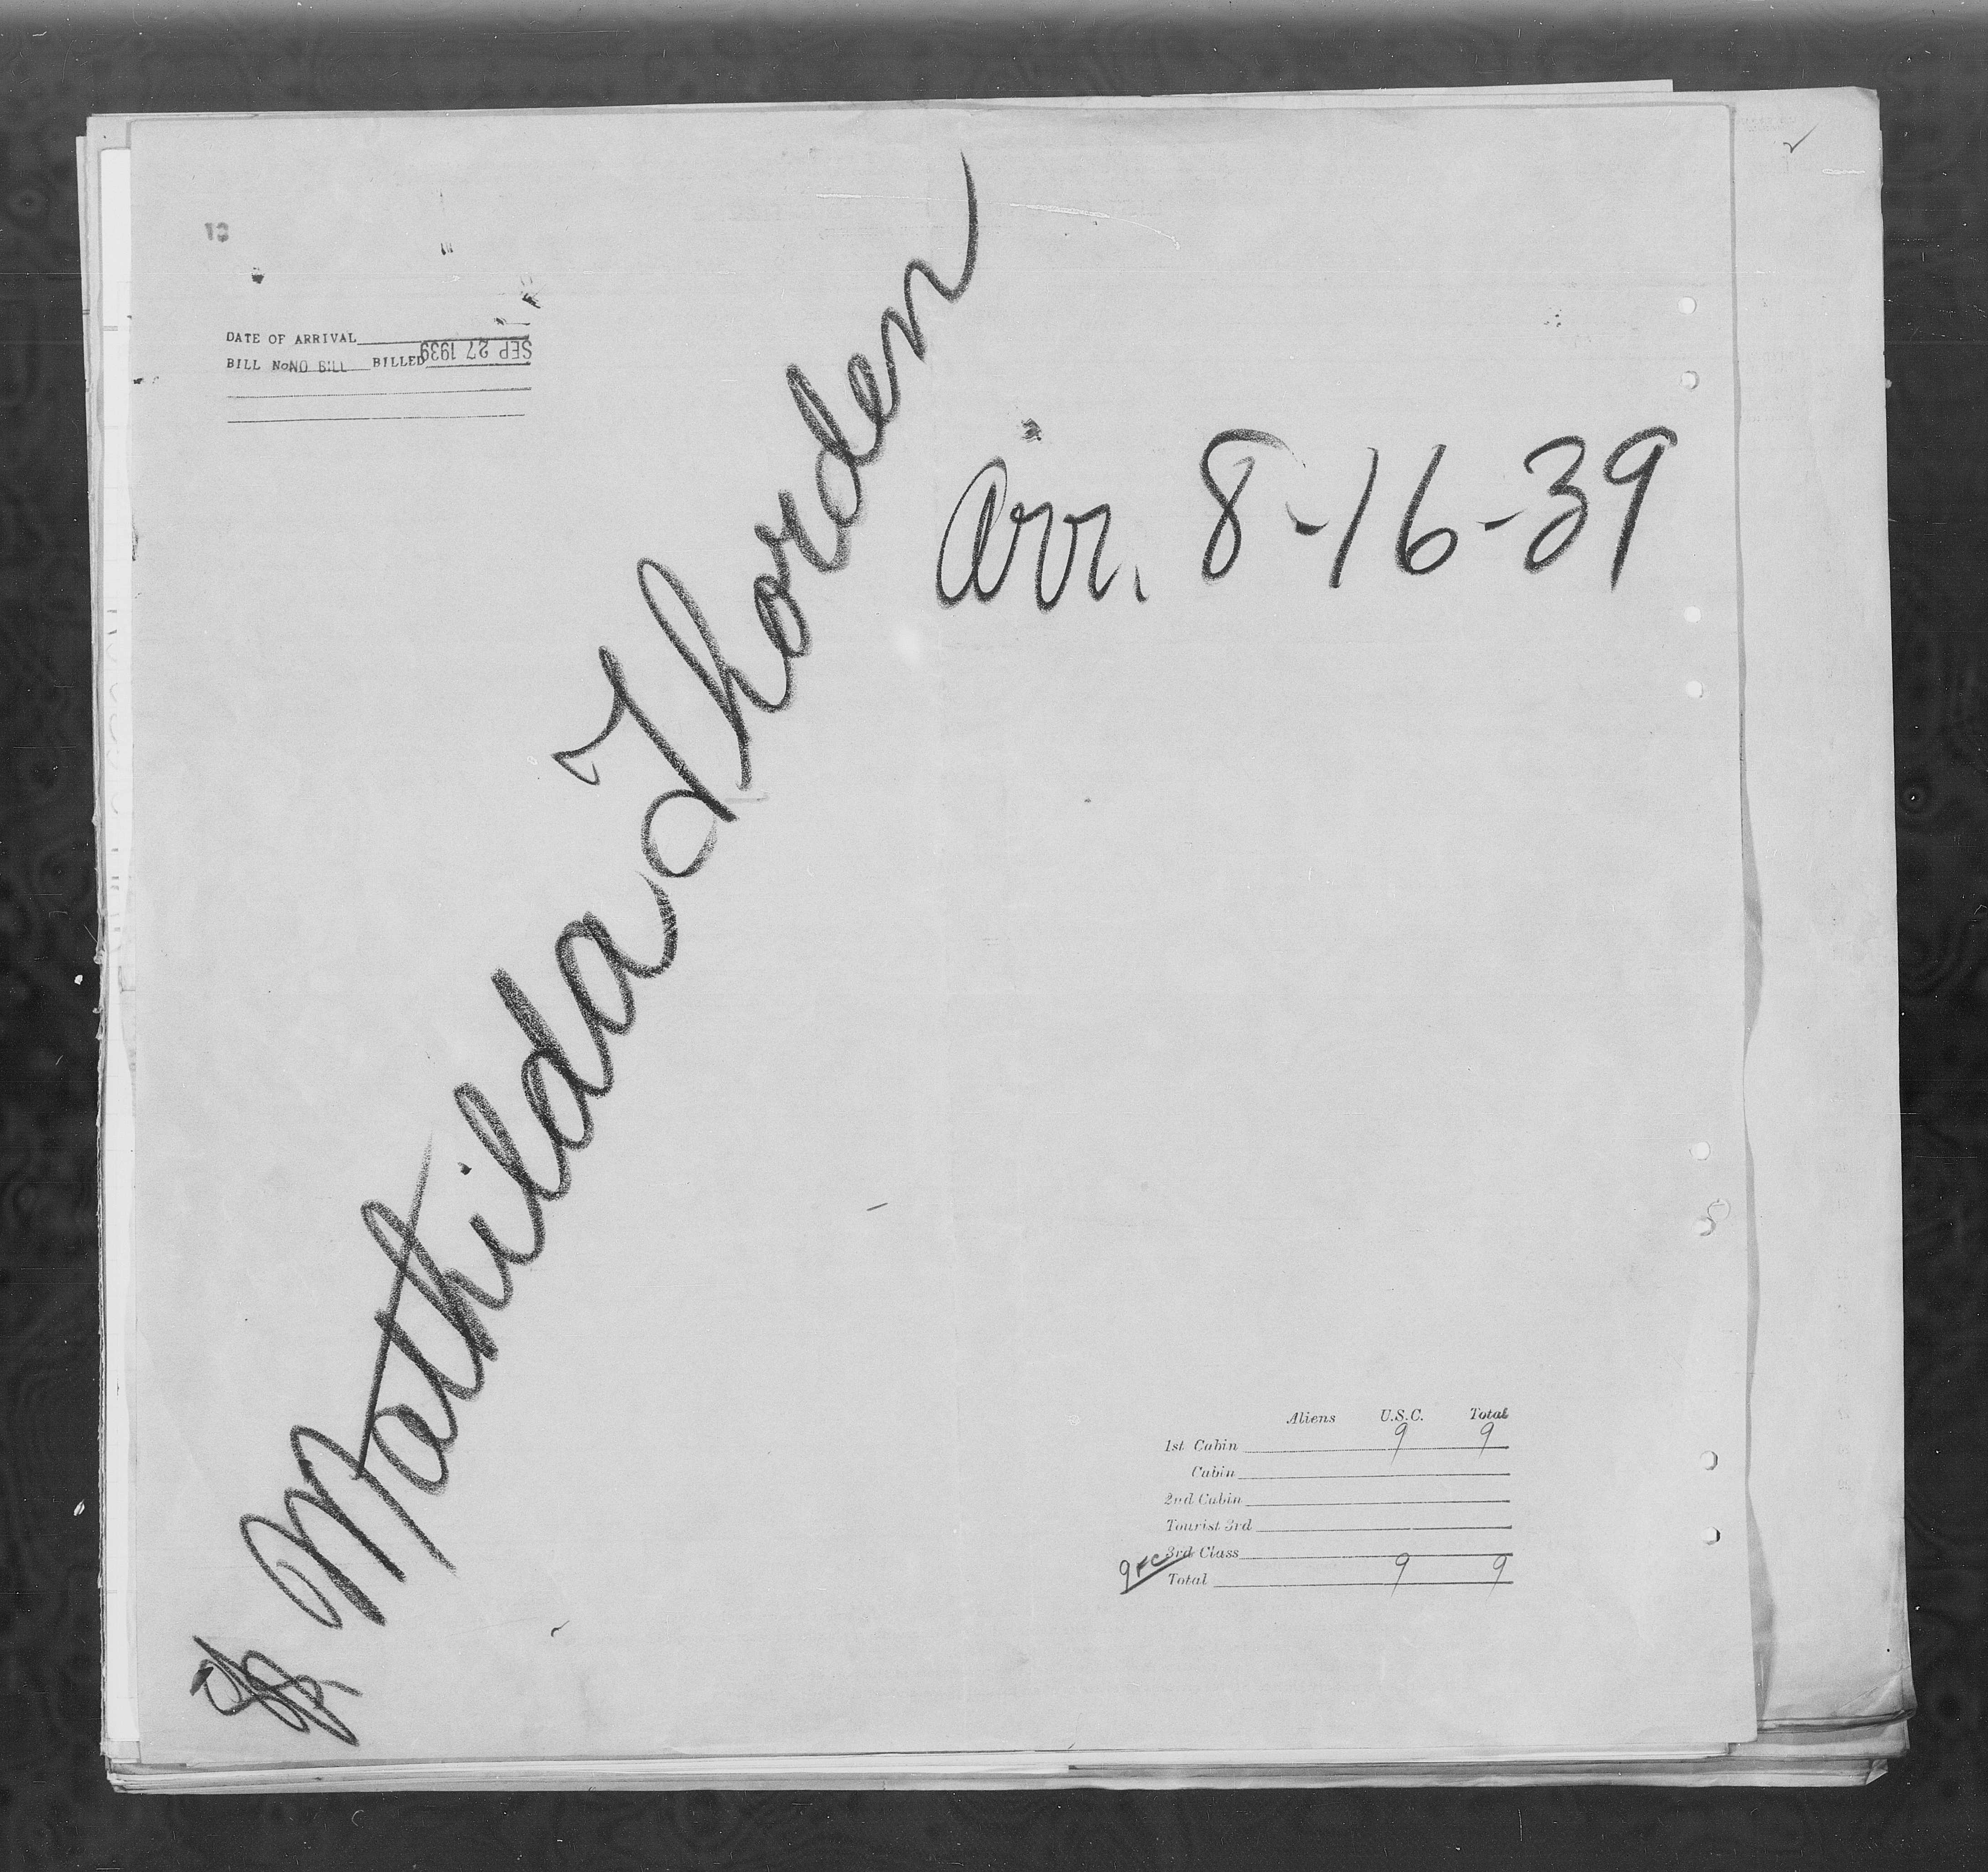 13
DATE OF ARRIVAL
BILL No. NO BILL BILLED SEP 27 1939
SS Mathilda Thorden
Arr. 8-16-39
Aliens U.S.C. Total
1st Cabin 9 9
Cabin
2nd Cabin
Tourist 3rd
3rd Class
9 FC Total 9 9